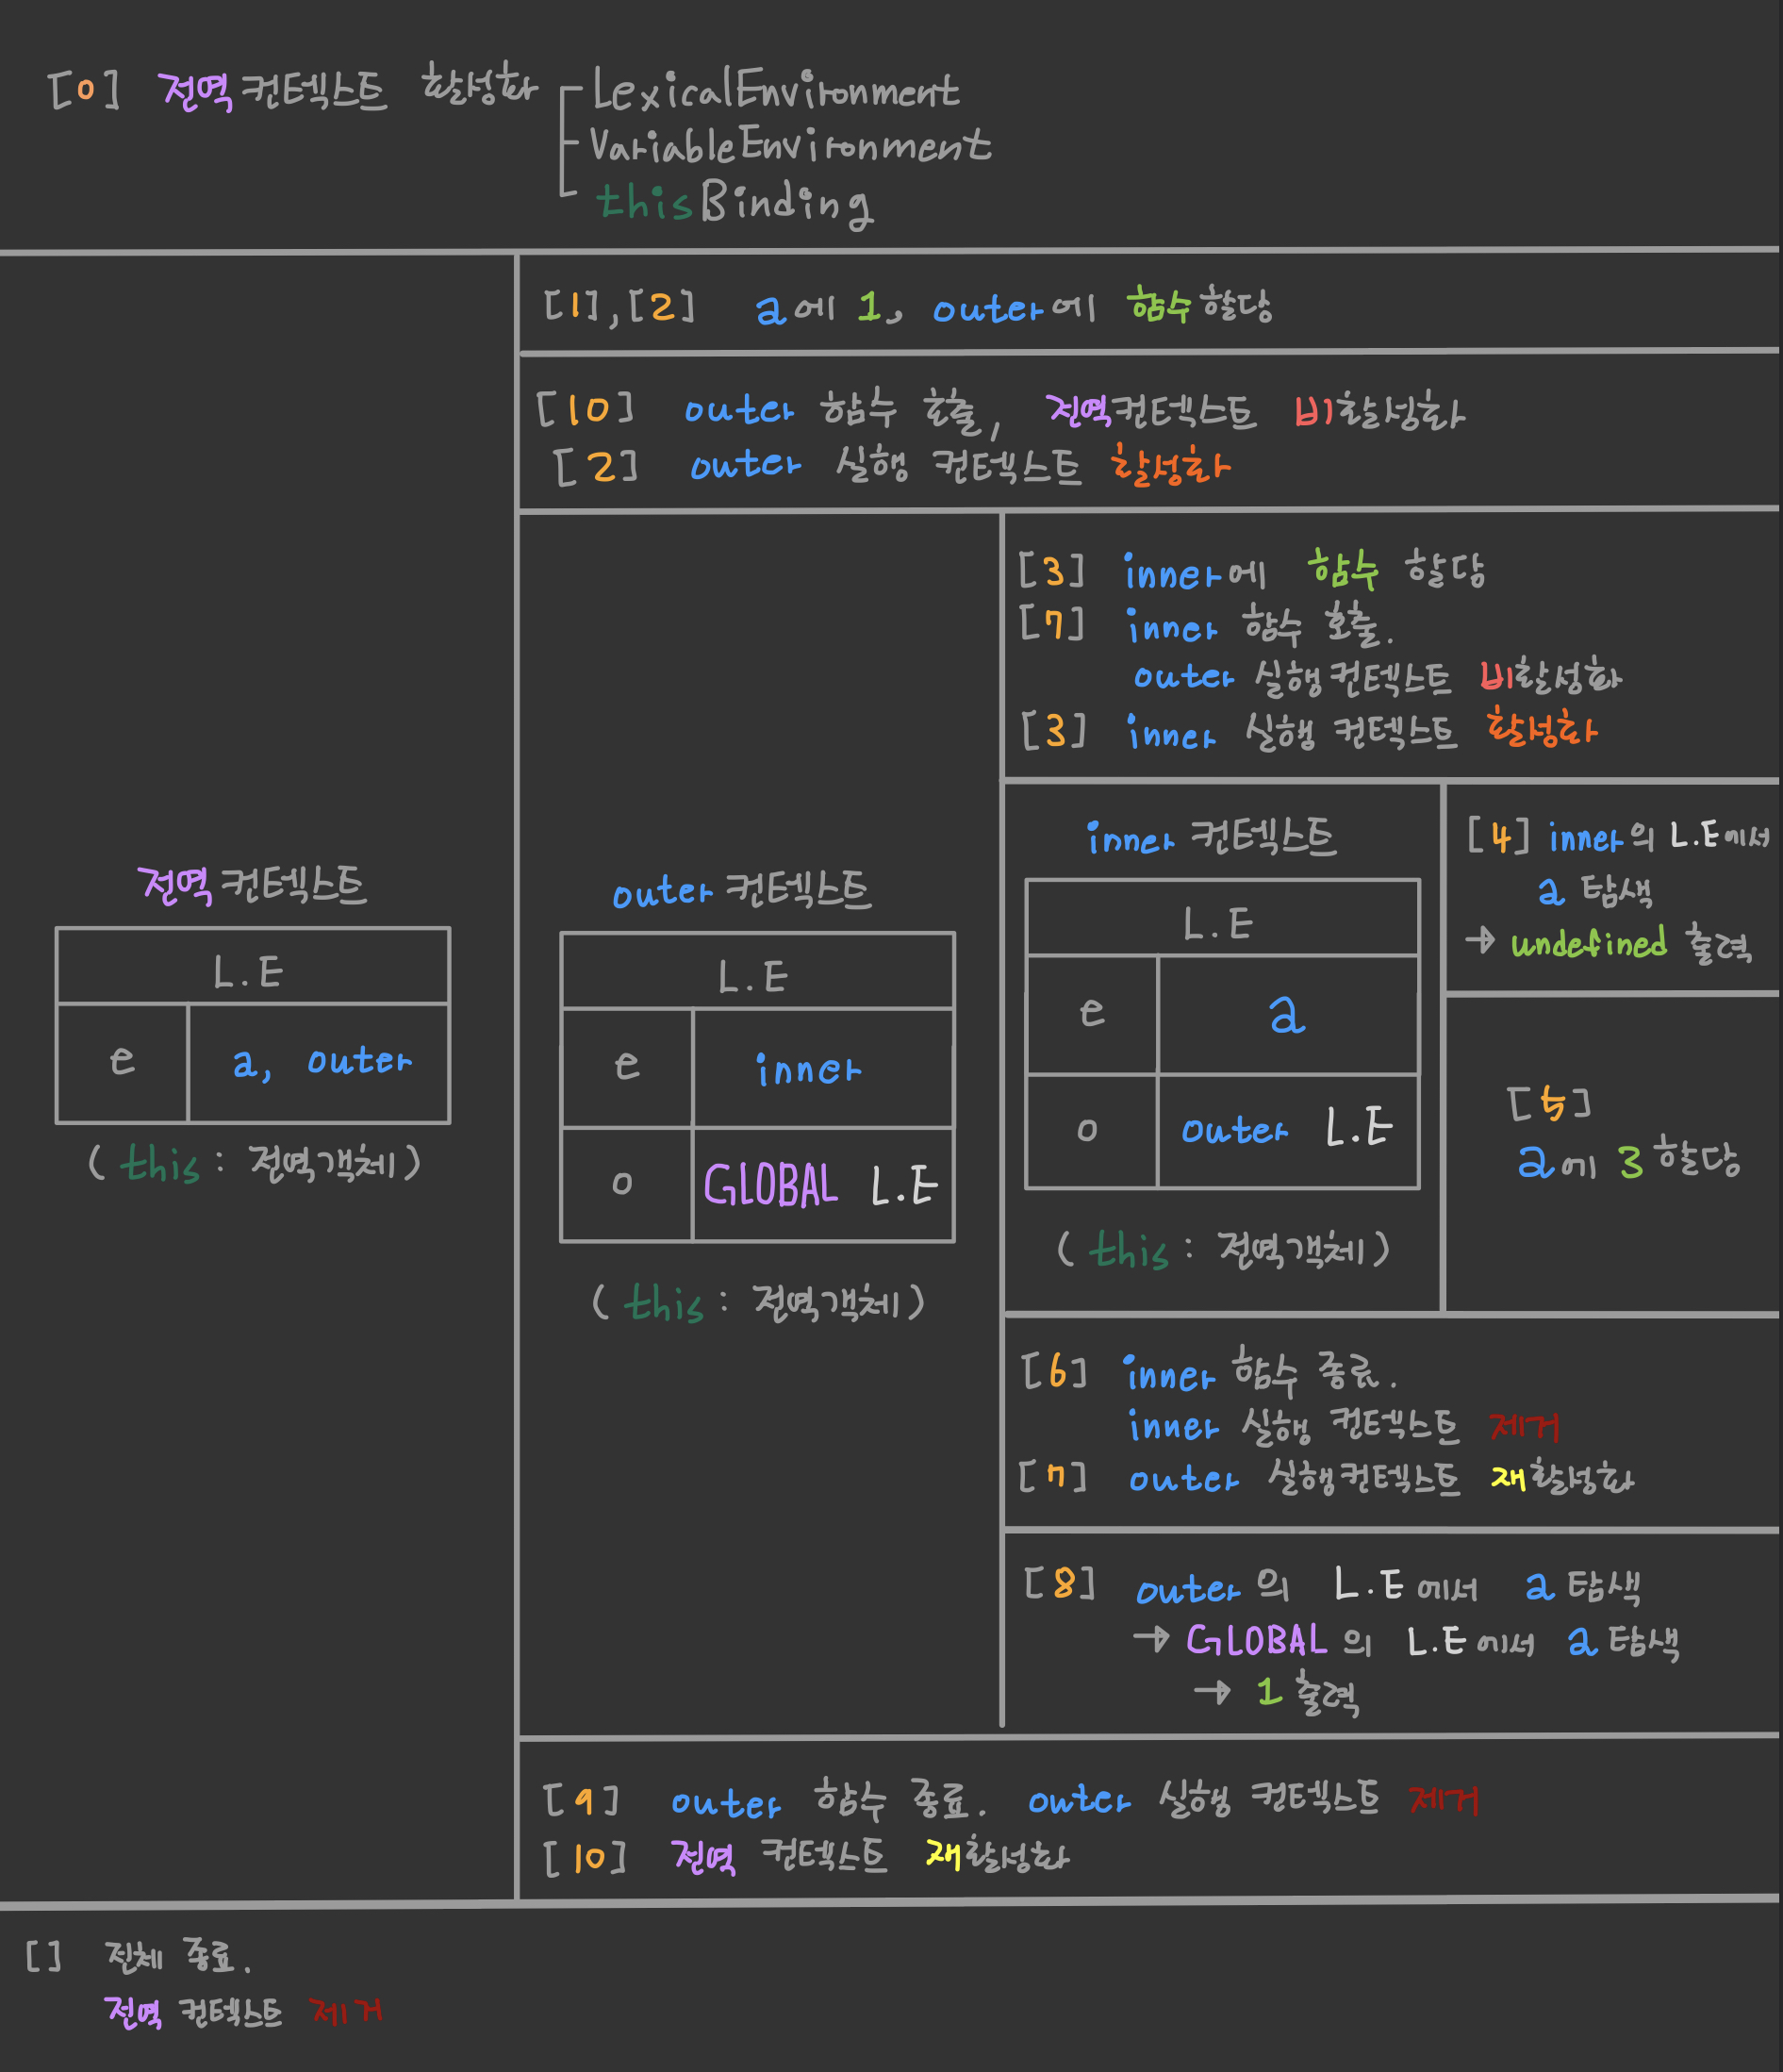 [0] 전역 컨텍스트 활성화
LexicalEnvironment
VariableEnvironment
thisBinding
[1],[2] a에 1, outer에 함수할당
[10] outer 함수 호출, 전역컨텍스트 비활성화
[2] outer 실행 컨텍스트 활성화
[3] inner에 함수 할당
[7] inner 함수 호출.
outer 실행 컨텍스트 비활성화
[3] inner 실행 컨텍스트 활성화
전역 컨텍스트
L.E
e
a, outer
(this : 전역객체)
outer 컨텍스트
L.E
e
inner
o
GLOBAL L.E
(this : 전역객체)
inner 컨텍스트
L.E
e
a
o
outer L.E
(this : 전역객체)
[4] inner의 L.E에서
a 탐색
→ undefined 출력
[5]
a에 3 할당
[6] inner 함수 종료.
inner 실행 컨텍스트 제거
[7] outer 실행컨텍스트 재활성화
[8] outer의 L.E에서 a 탐색
→ GLOBAL의 L.E에서 a 탐색
→ 1 출력
[9] outer 함수 종료. outer 실행 컨텍스트 제거
[10] 전역 컨텍스트 재활성화
[] 전체 종료.
전역 컨텍스트 제거